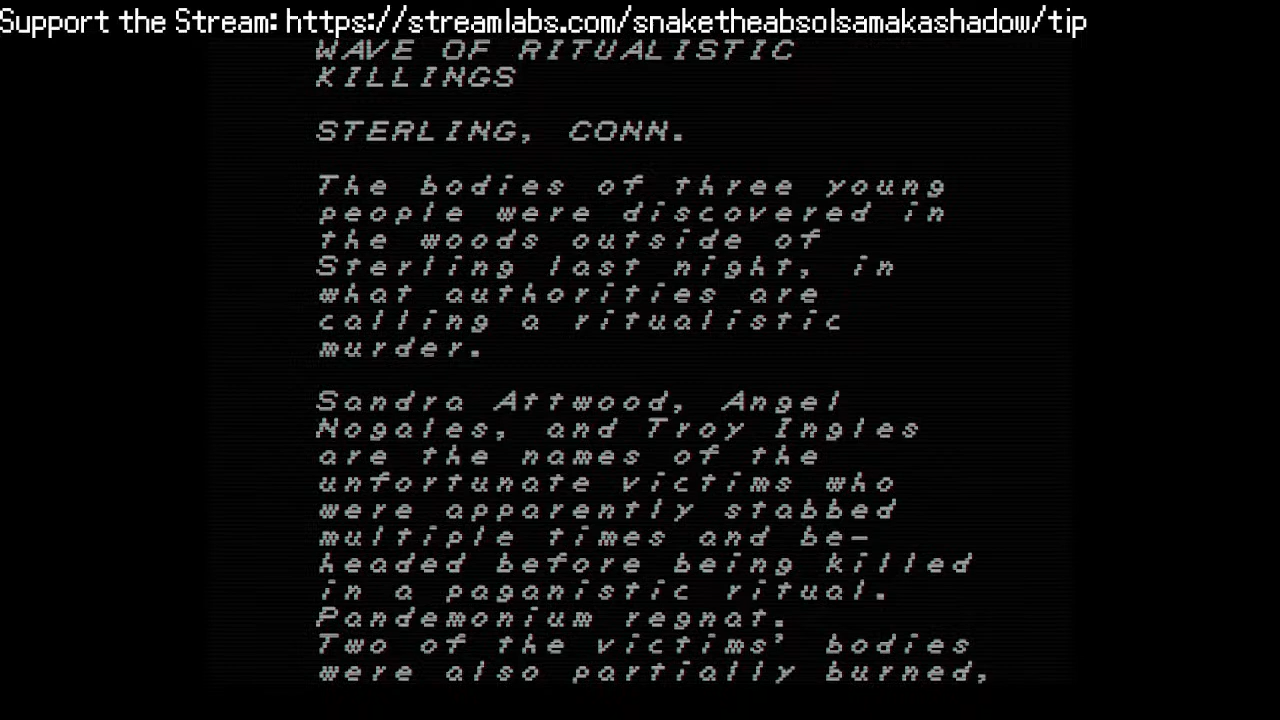 Support the Stream: https://streamlabs.com/snaketheabsolsamakashadow/tip
WAVE OF RITUALISTIC
KILLINGS
STERLING, CONN.
The bodies of three young
people were discovered in
the woods outside of
Sterling last night, in
what authorities are
calling a ritualistic
murder.
Sandra Attwood, Angel
Nogales, and Troy Ingles
are the names of the
unfortunate victims who
were apparently stabbed
multiple times and be-
headed before being killed
in a paganistic ritual.
Pandemonium regnat.
Two of the victims' bodies
were also partially burned,